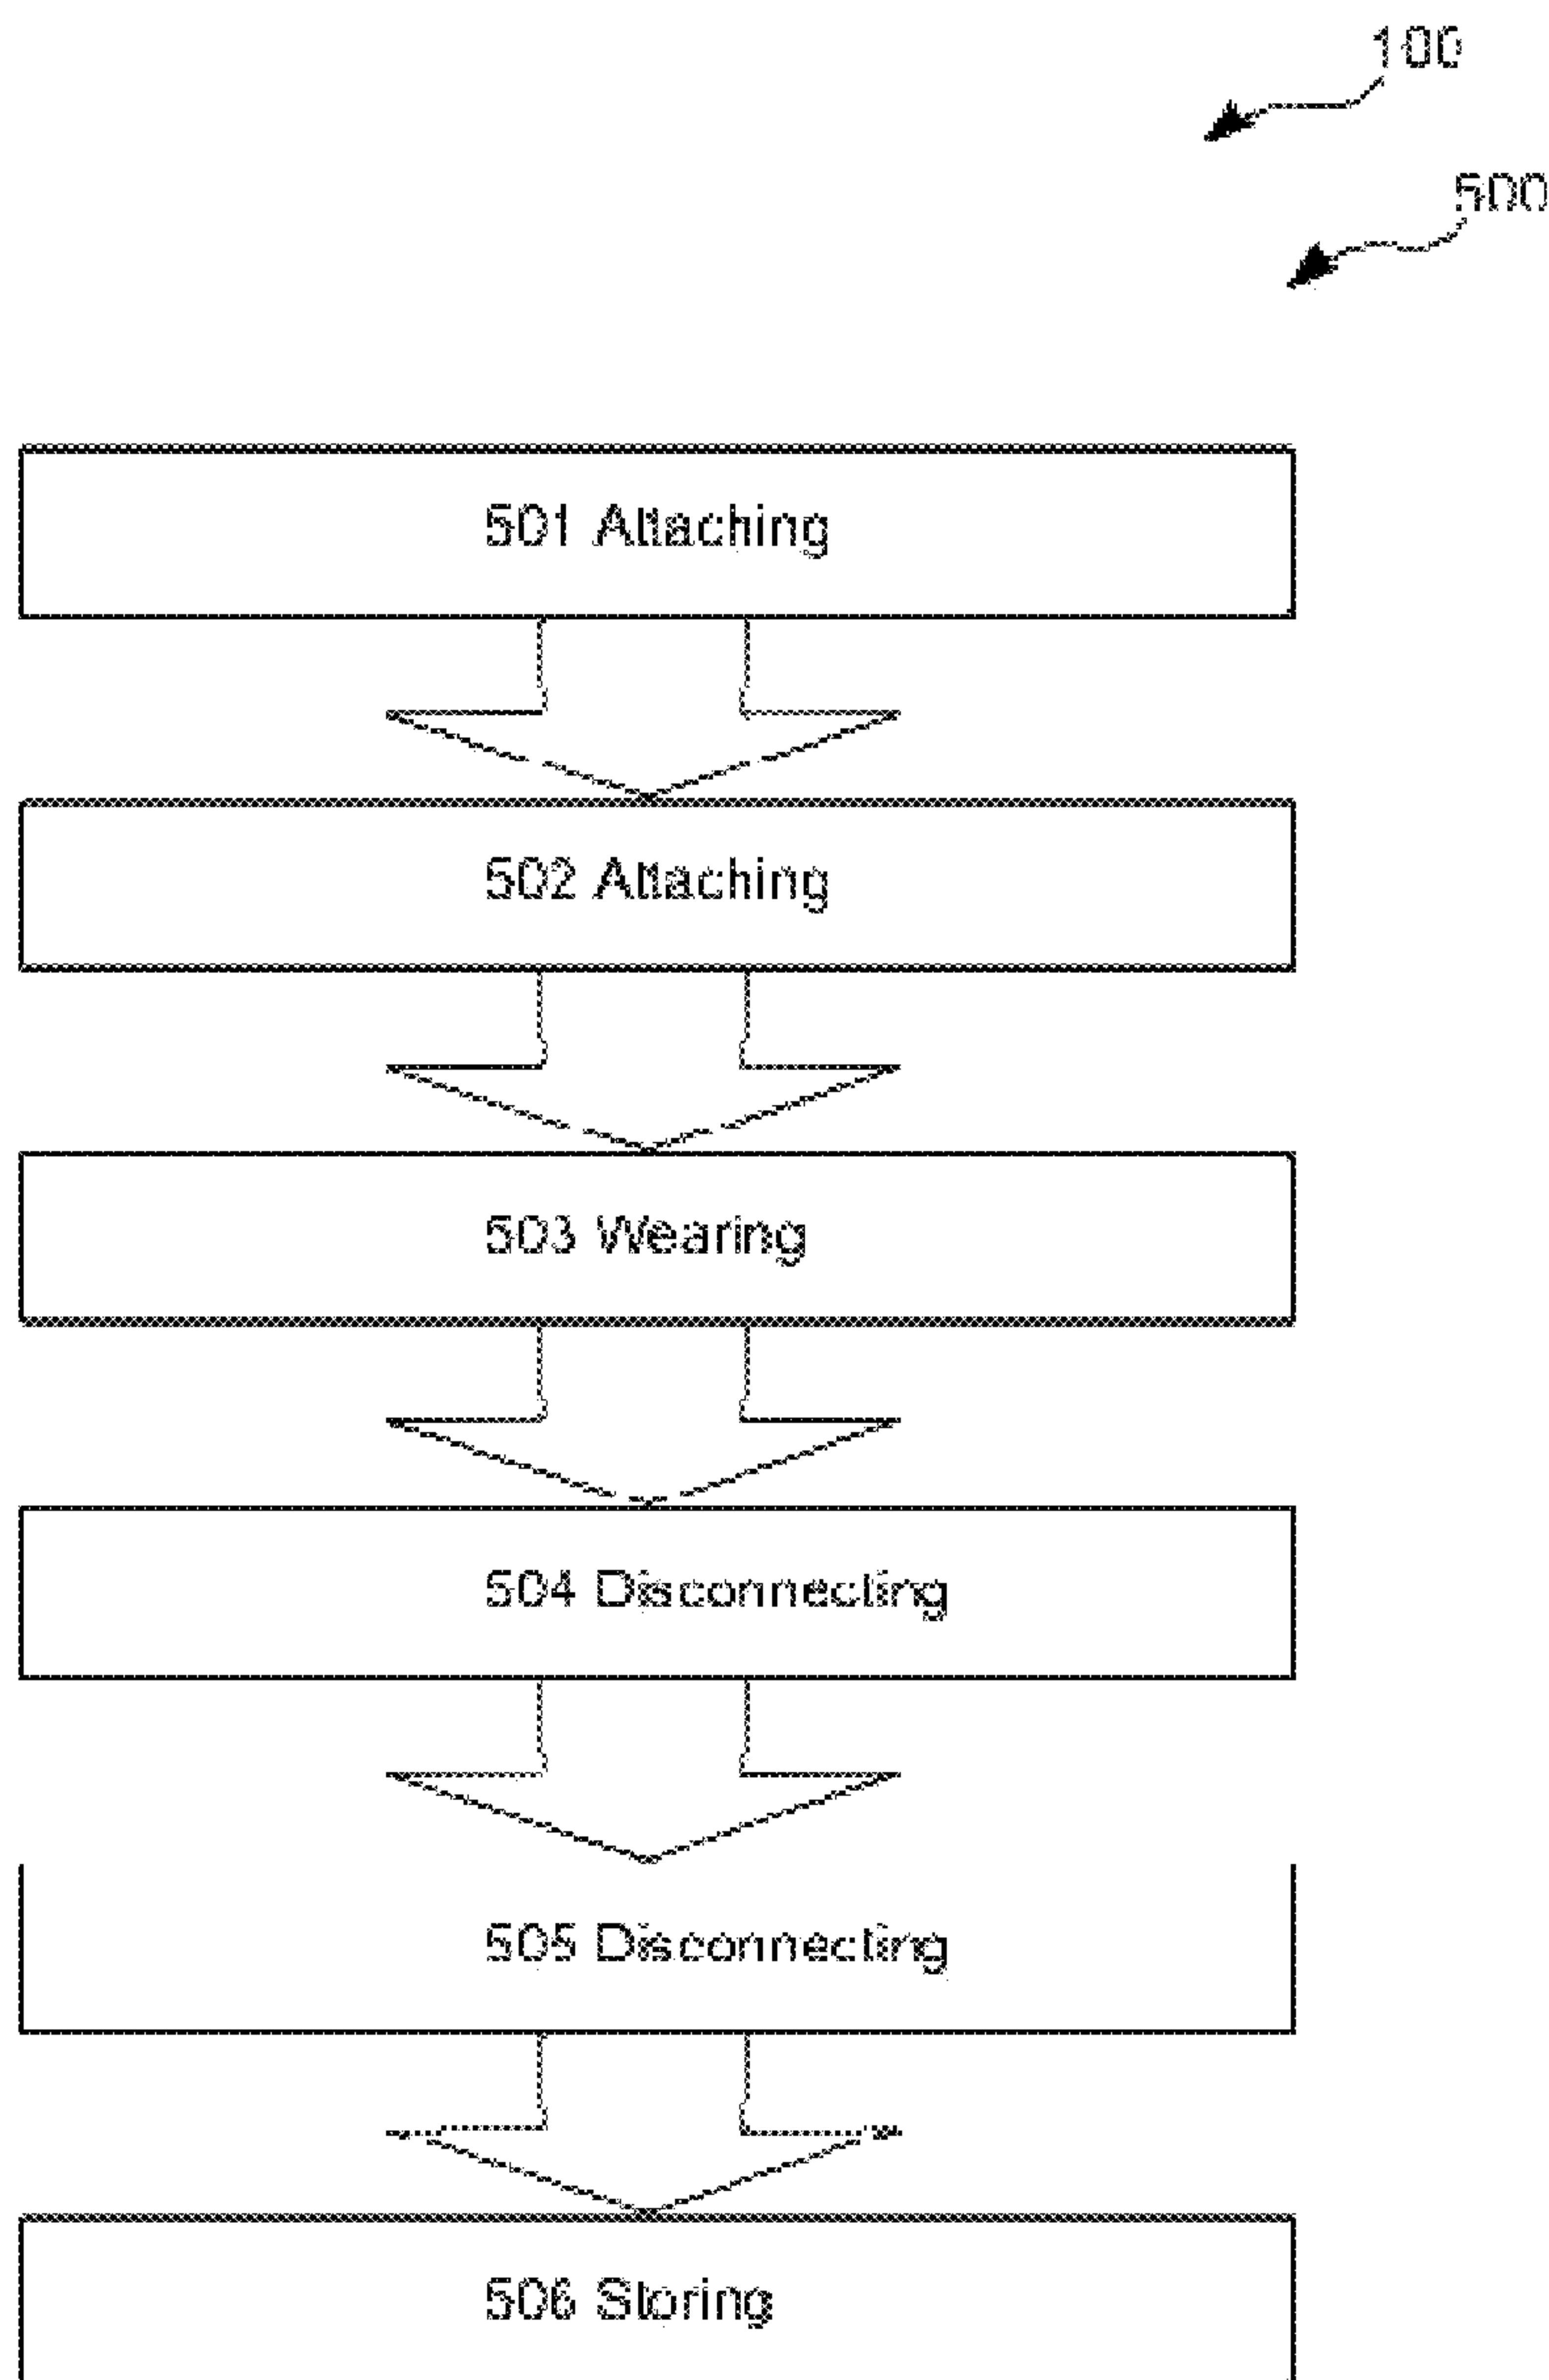 100
500
501 Attaching
502 Attaching
503 Wearing
504 Disconnecting
505 Disconnecting
506 Storing